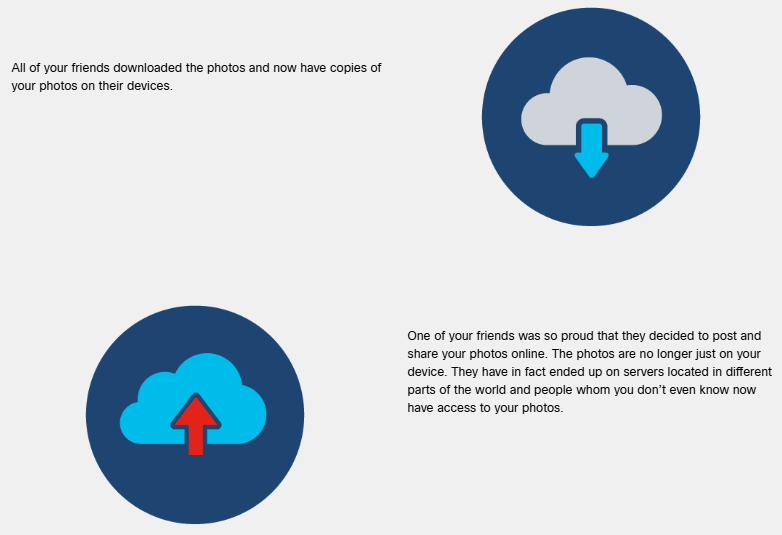 All of your friends downloaded the photos and now have copies of
your photos on their devices.
One of your friends was so proud that they decided to post and
share your photos online. The photos are no longer just on your
device. They have in fact ended up on servers located in different
parts of the world and people whom you don’t even know now
have access to your photos.